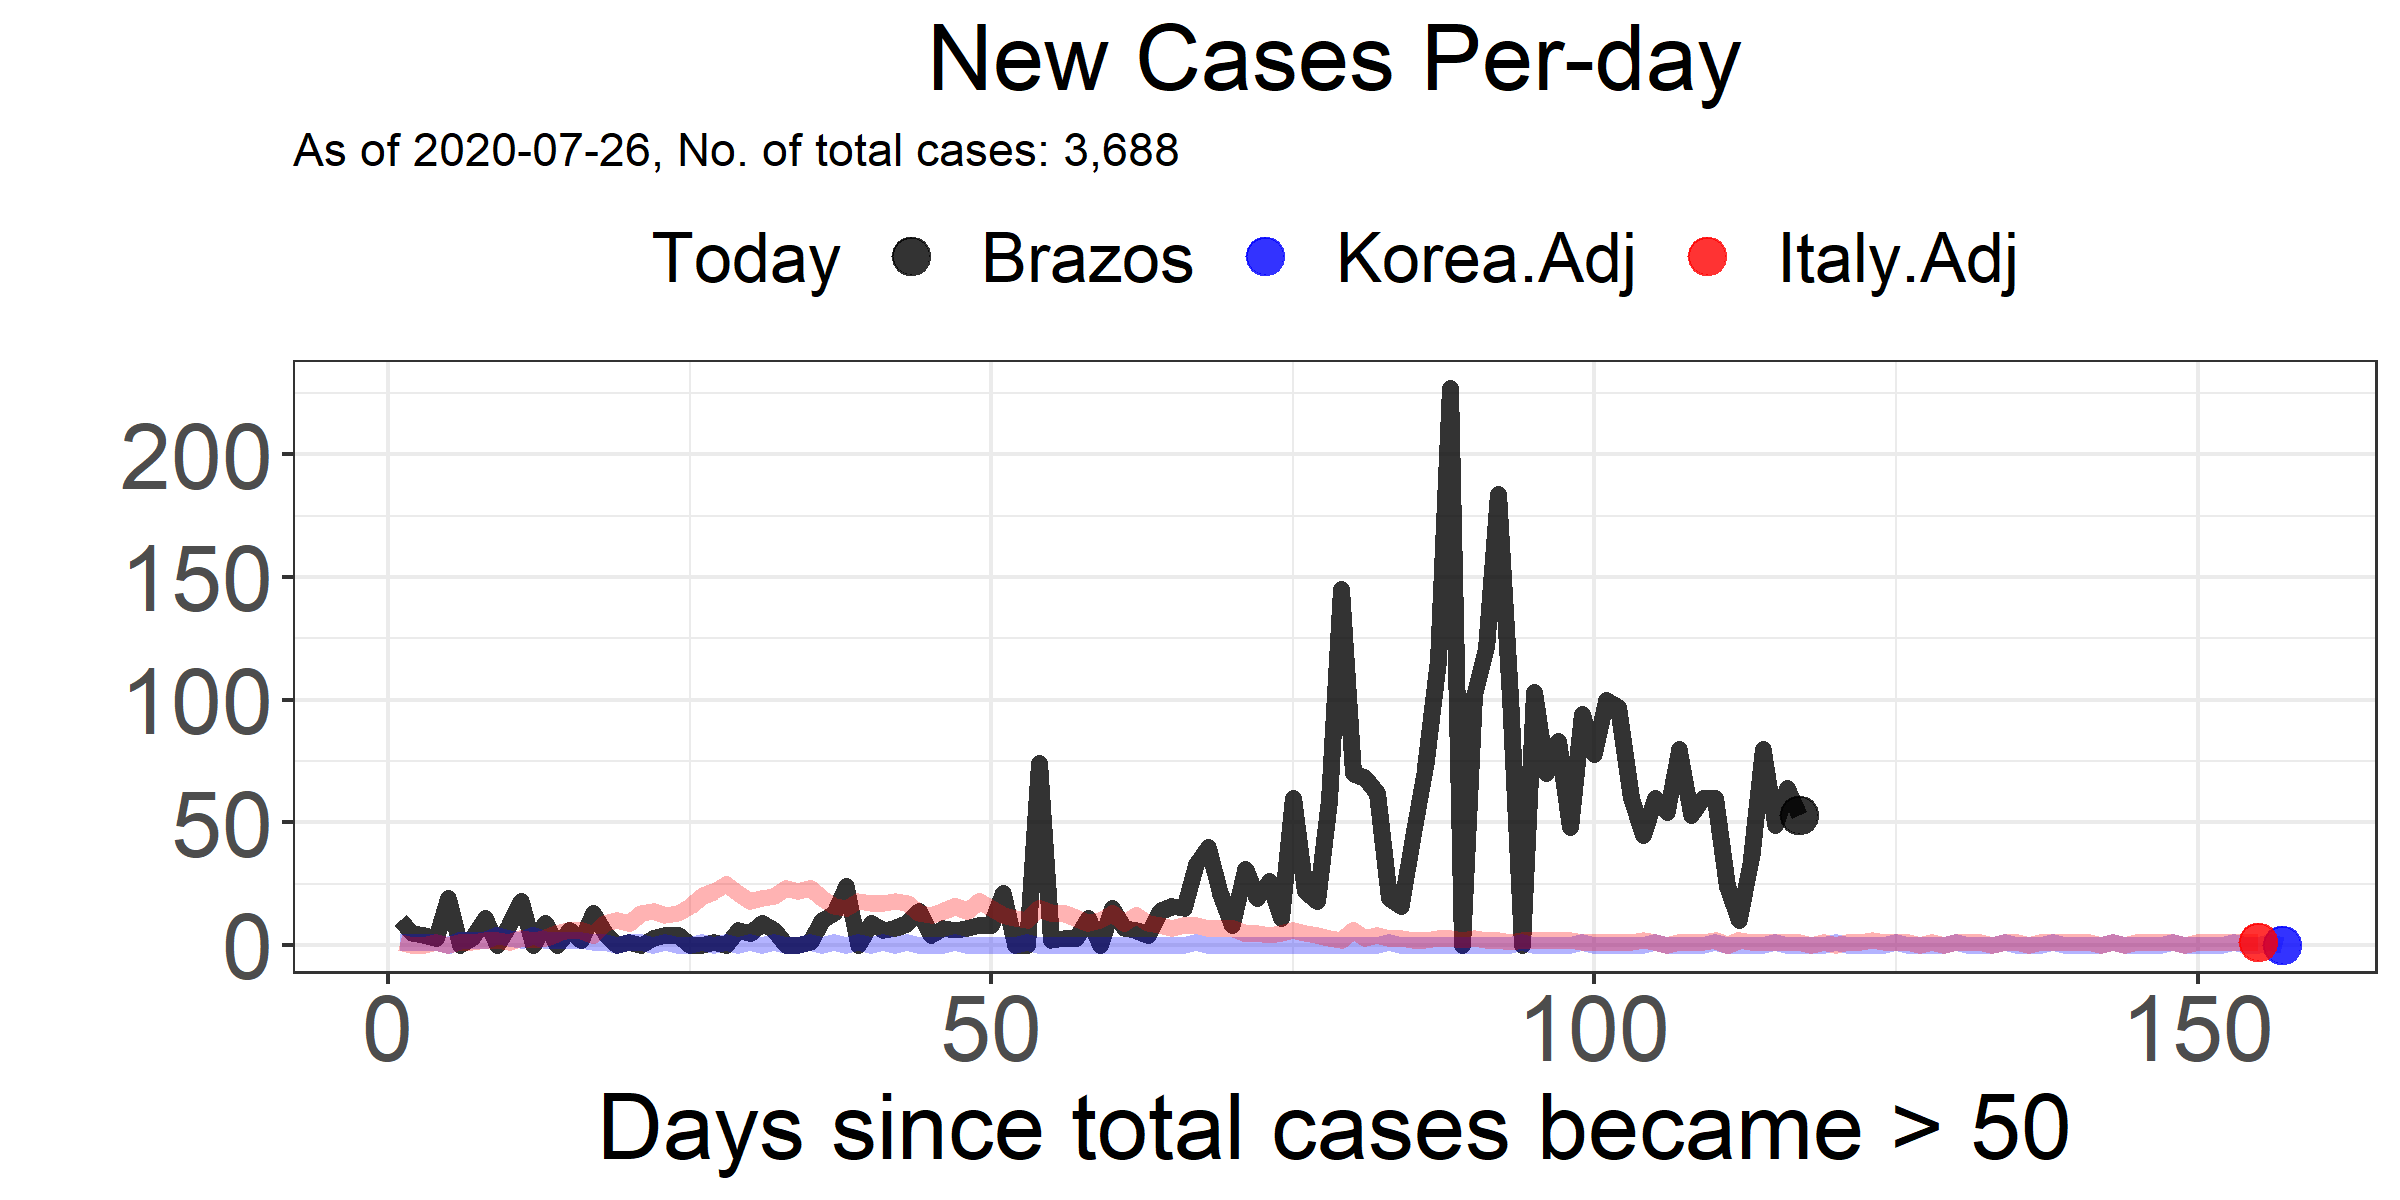 New Cases Per-day
As of 2020-07-26, No. of total cases: 3,688
Today Brazos Korea.Adj Italy.Adj
200
150
100
50
0
0 50 100 150
Days since total cases became > 50